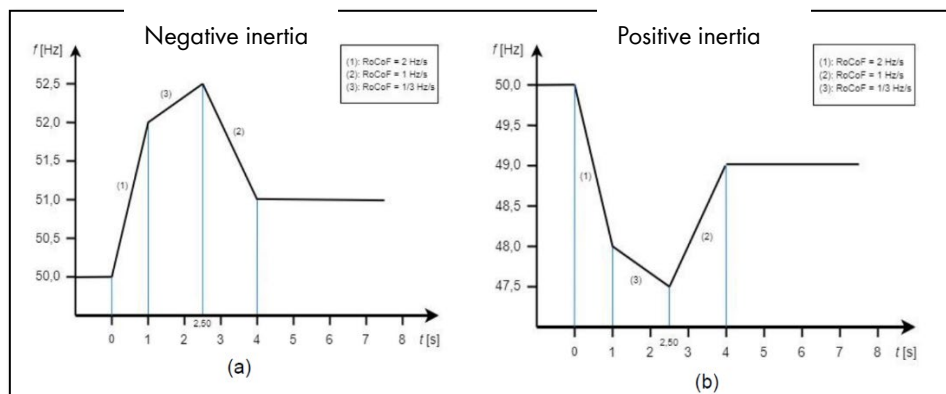 Negative inertia
f [Hz]
(1): RoCoF = 2 Hz/s
(2): RoCoF = 1 Hz/s
(3): RoCoF = 1/3 Hz/s
52,5
52,0
51,5
51,0
50,5
50,0
(1)
(3)
(2)
0 1 2 2,50 3 4 5 6 7 8 t [s]
(a)
Positive inertia
f [Hz]
(1): RoCoF = 2 Hz/s
(2): RoCoF = 1 Hz/s
(3): RoCoF = 1/3 Hz/s
50,0
49,5
49,0
48,5
48,0
47,5
(1)
(3)
(2)
0 1 2 2,50 3 4 5 6 7 8 t [s]
(b)